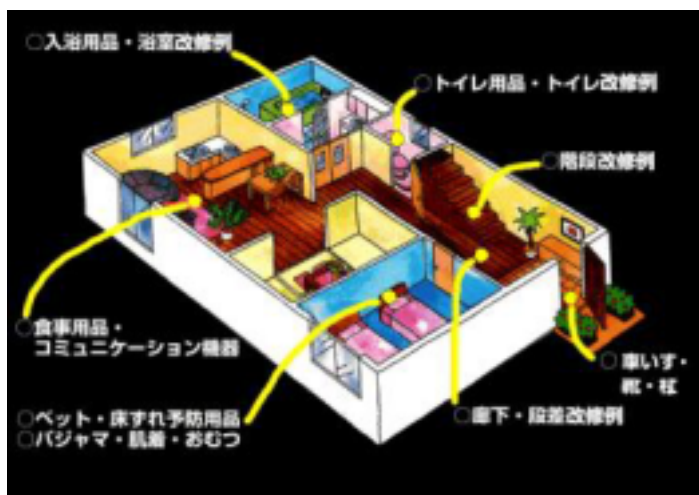 ○入浴用品・浴室改修例
○トイレ用品・トイレ改修例
○階段改修例
○食事用品・
コミュニケーション機器
○車いす・
靴・杖
○ベット・床ずれ予防用品
○パジャマ・肌着・おむつ
○廊下・段差改修例